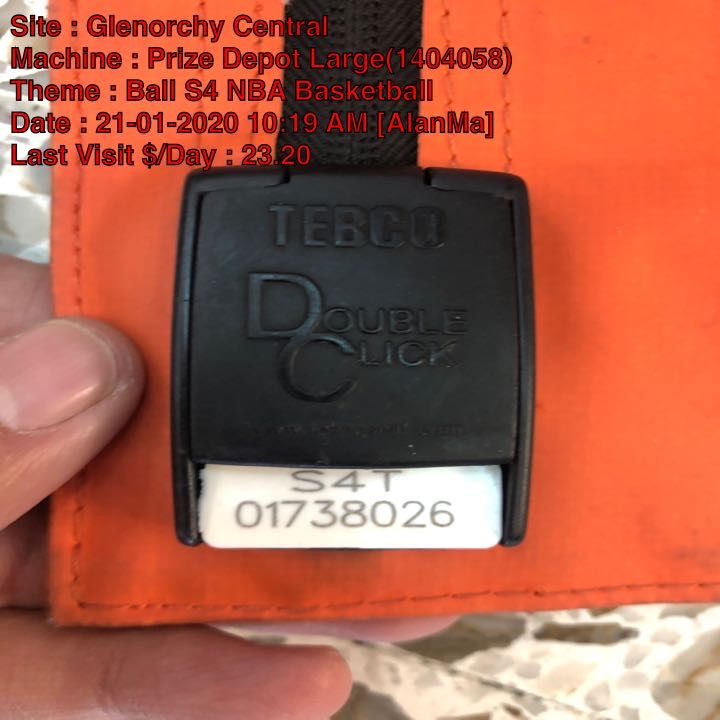 Site : Glenorchy Central
Machine : Prize Depot Large(1404058)
Theme : Ball S4 NBA Basketball
Date : 21-01-2020 10:19 AM [AlanMa]
Last Visit $/Day : 23.20
TEBCO
DOUBLE
CLICK
S4T
01738026